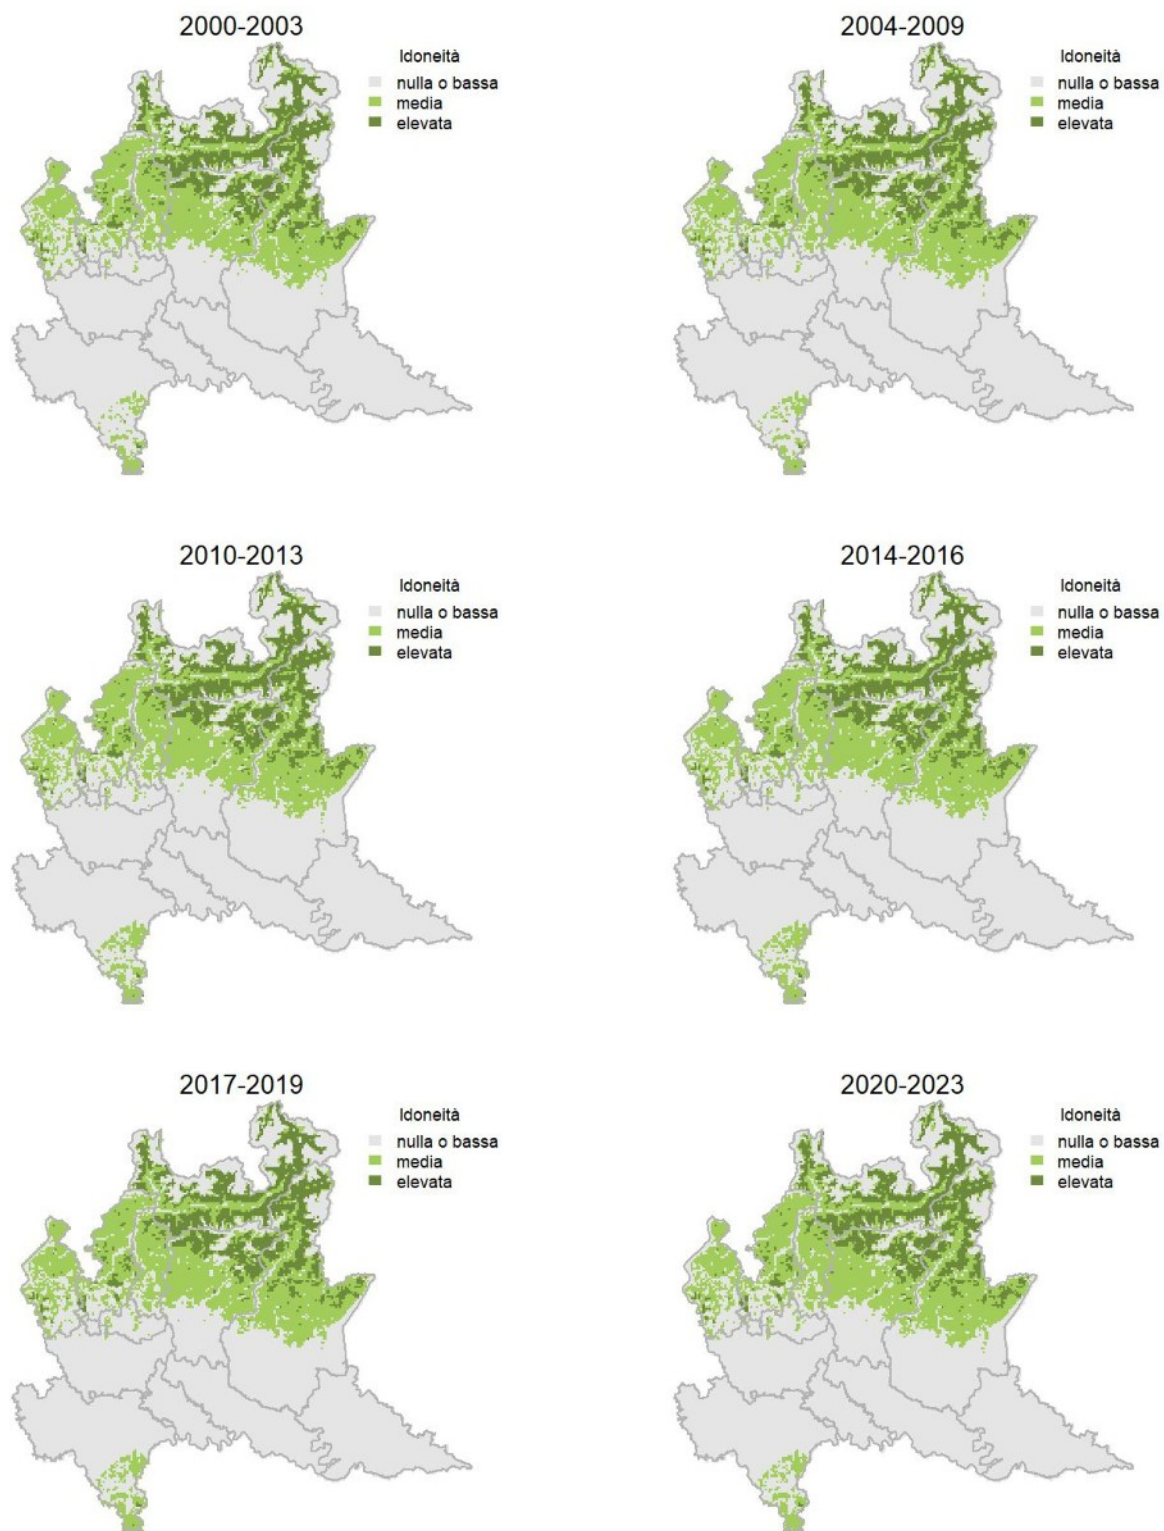 2000-2003
Idoneità
nulla o bassa
media
elevata
2004-2009
Idoneità
nulla o bassa
media
elevata
2010-2013
Idoneità
nulla o bassa
media
elevata
2014-2016
Idoneità
nulla o bassa
media
elevata
2017-2019
Idoneità
nulla o bassa
media
elevata
2020-2023
Idoneità
nulla o bassa
media
elevata